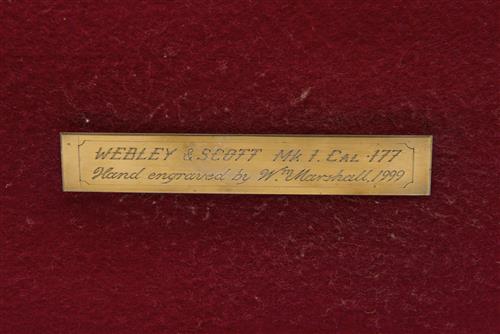 WEBLEY & SCOTT Mk 1. CAL .177
Hand engraved by Wm Marshall, 1999